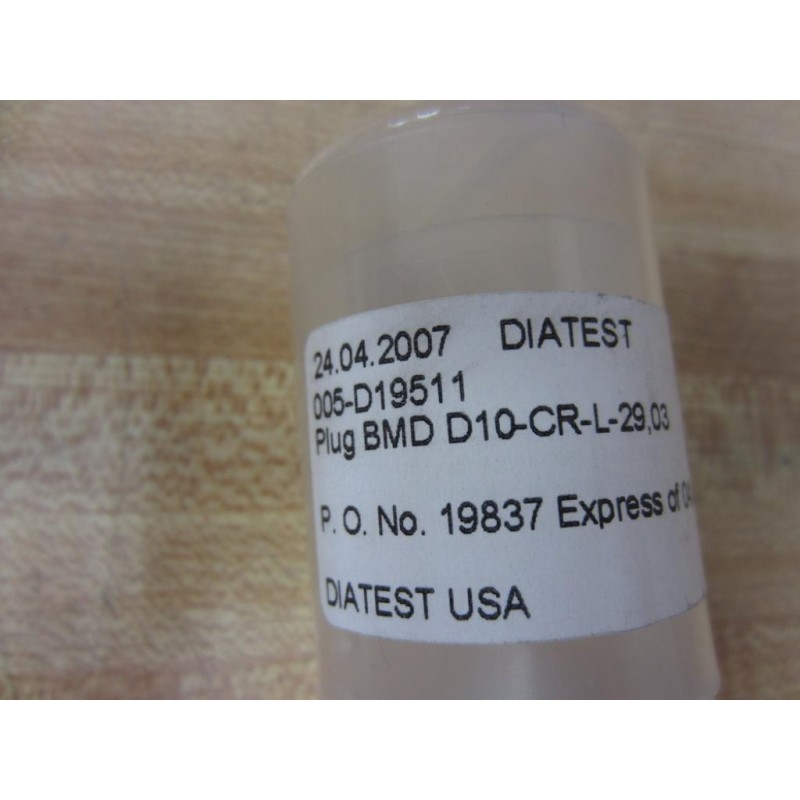 24.04.2007 DIATEST
005-D19511
Plug BMD D10-CR-L-29,03
P. O. No. 19837 Express of
DIATEST USA